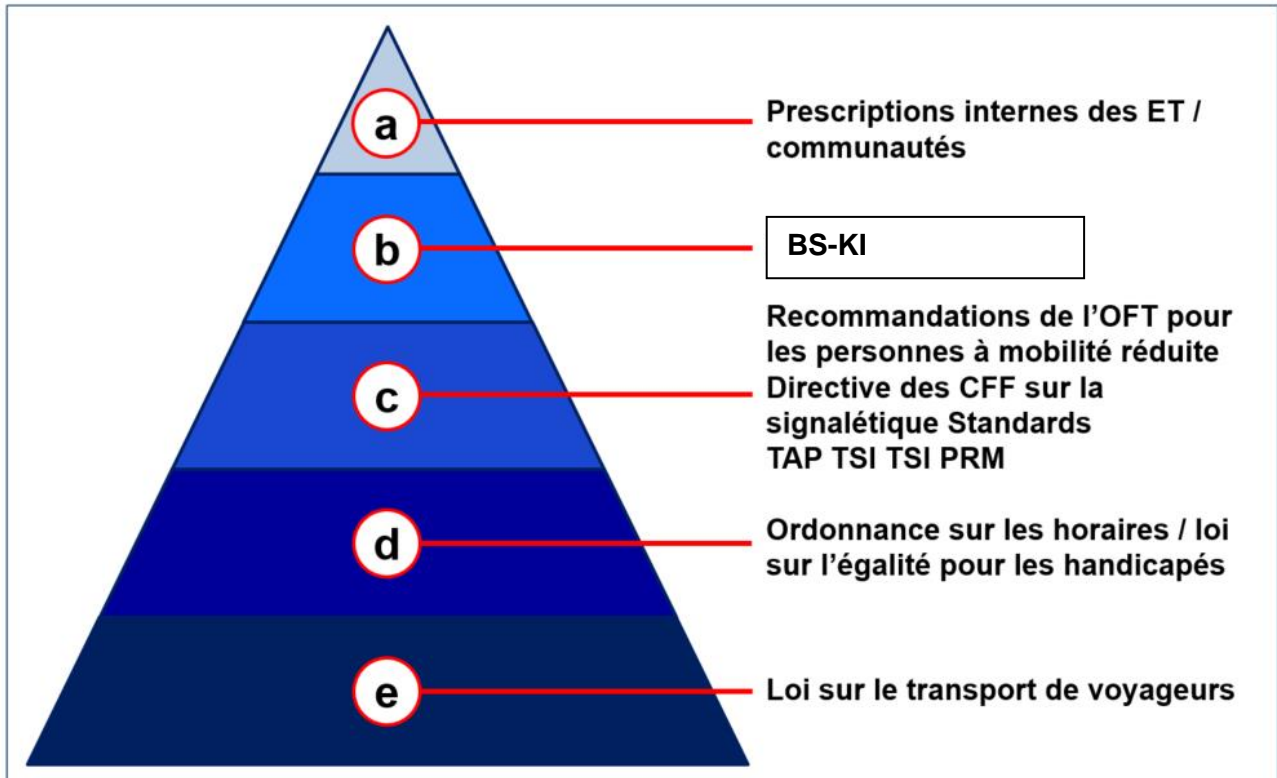 a
Prescriptions internes des ET /
communautés
b
BS-KI
c
Recommandations de l’OFT pour
les personnes à mobilité réduite
Directive des CFF sur la
signalétique Standards
TAP TSI TSI PRM
d
Ordonnance sur les horaires / loi
sur l’égalité pour les handicapés
e
Loi sur le transport de voyageurs